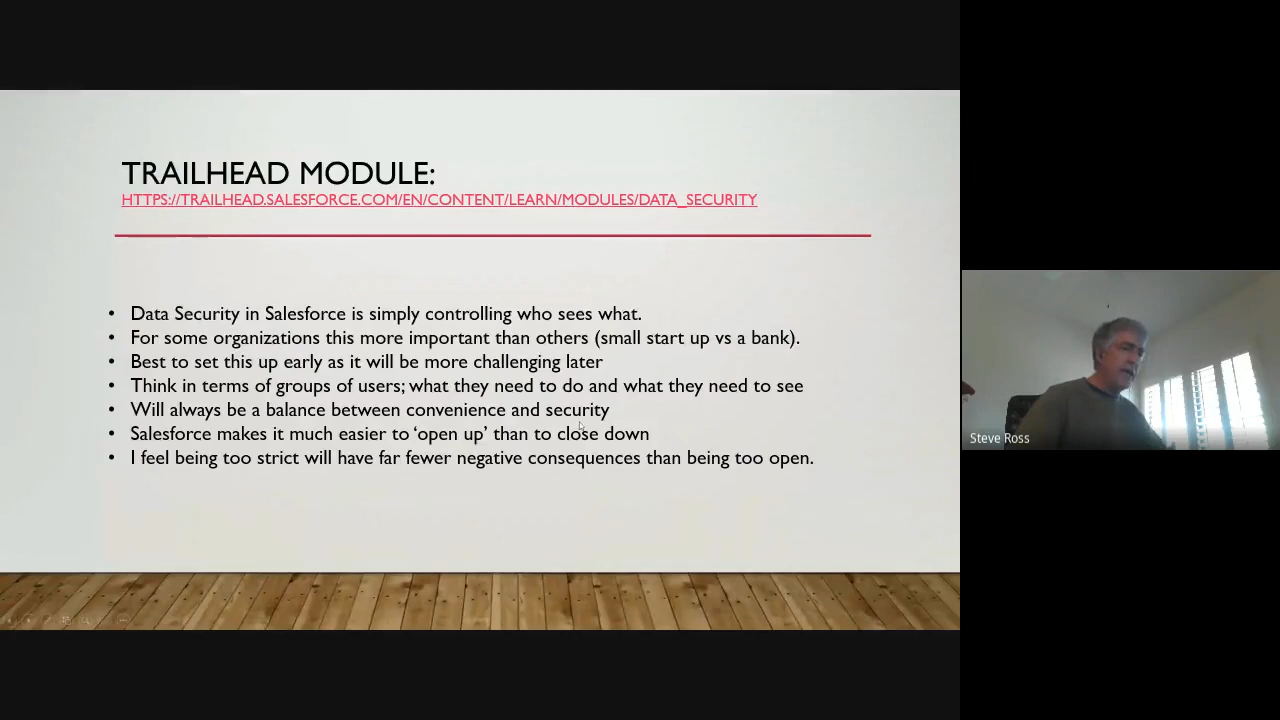 TRAILHEAD MODULE:
HTTPS://TRAILHEAD.SALESFORCE.COM/EN/CONTENT/LEARN/MODULES/DATA_SECURITY
• Data Security in Salesforce is simply controlling who sees what.
• For some organizations this more important than others (small start up vs a bank).
• Best to set this up early as it will be more challenging later
• Think in terms of groups of users; what they need to do and what they need to see
• Will always be a balance between convenience and security
• Salesforce makes it much easier to ‘open up’ than to close down
• I feel being too strict will have far fewer negative consequences than being too open.
Steve Ross